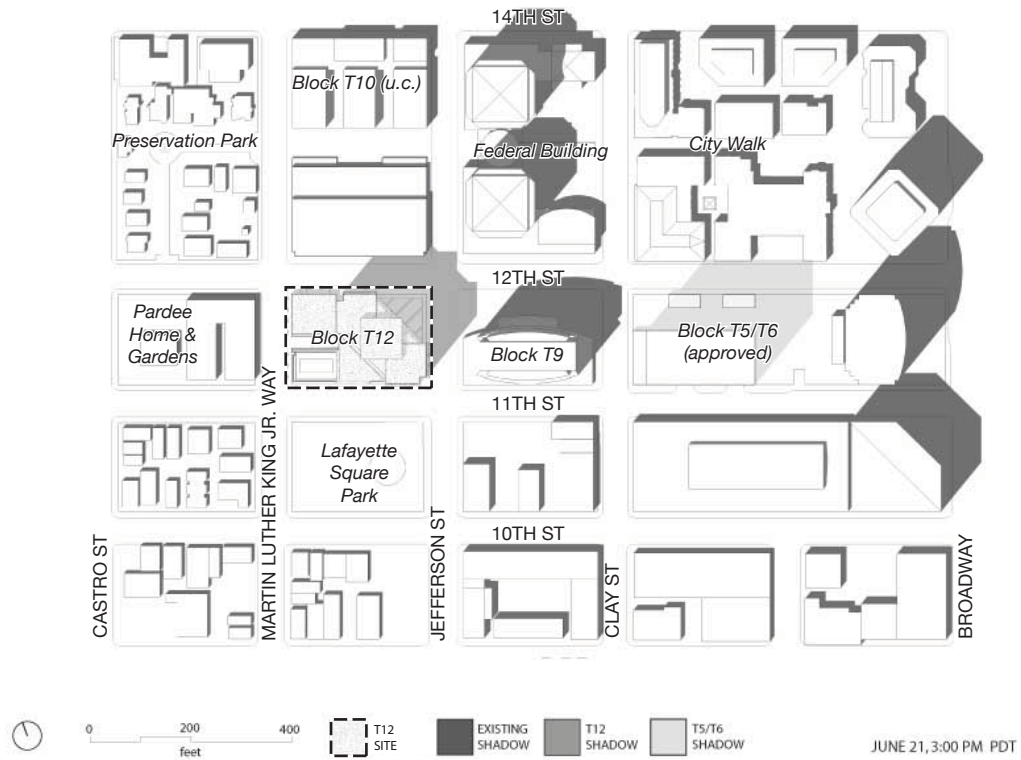 14TH ST
Block T10 (u.c.)
Preservation Park
Federal Building
City Walk
12TH ST
Pardee
Home &
Gardens
Block T12
Block T9
Block T5/T6
(approved)
11TH ST
Lafayette
Square
Park
10TH ST
CASTRO ST
MARTIN LUTHER KING JR. WAY
JEFFERSON ST
CLAY ST
BROADWAY
0 200 400
feet
T12
SITE
EXISTING
SHADOW
T12
SHADOW
T5/T6
SHADOW
JUNE 21, 3:00 PM PDT